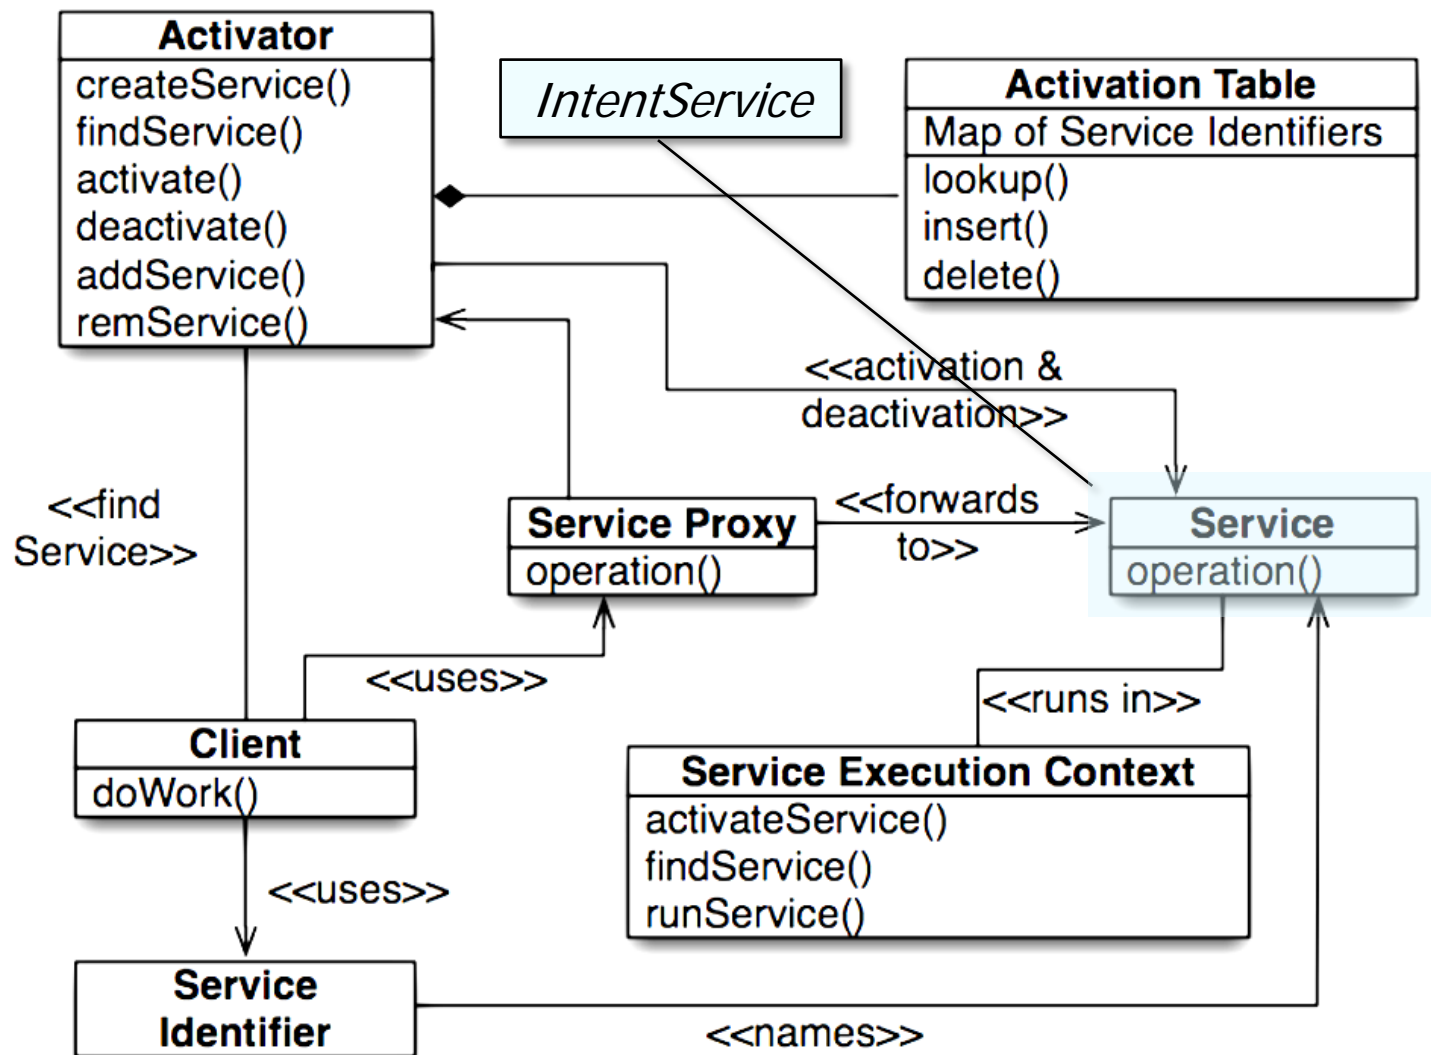 Activator
createService()
findService()
activate()
deactivate()
addService()
remService()
IntentService
Activation Table
Map of Service Identifiers
lookup()
insert()
delete()
<<activation &
deactivation>>
<<find
Service>>
Service Proxy
operation()
<<forwards
to>>
Service
operation()
<<uses>>
<<runs in>>
Client
doWork()
Service Execution Context
activateService()
findService()
runService()
<<uses>>
Service
Identifier
<<names>>